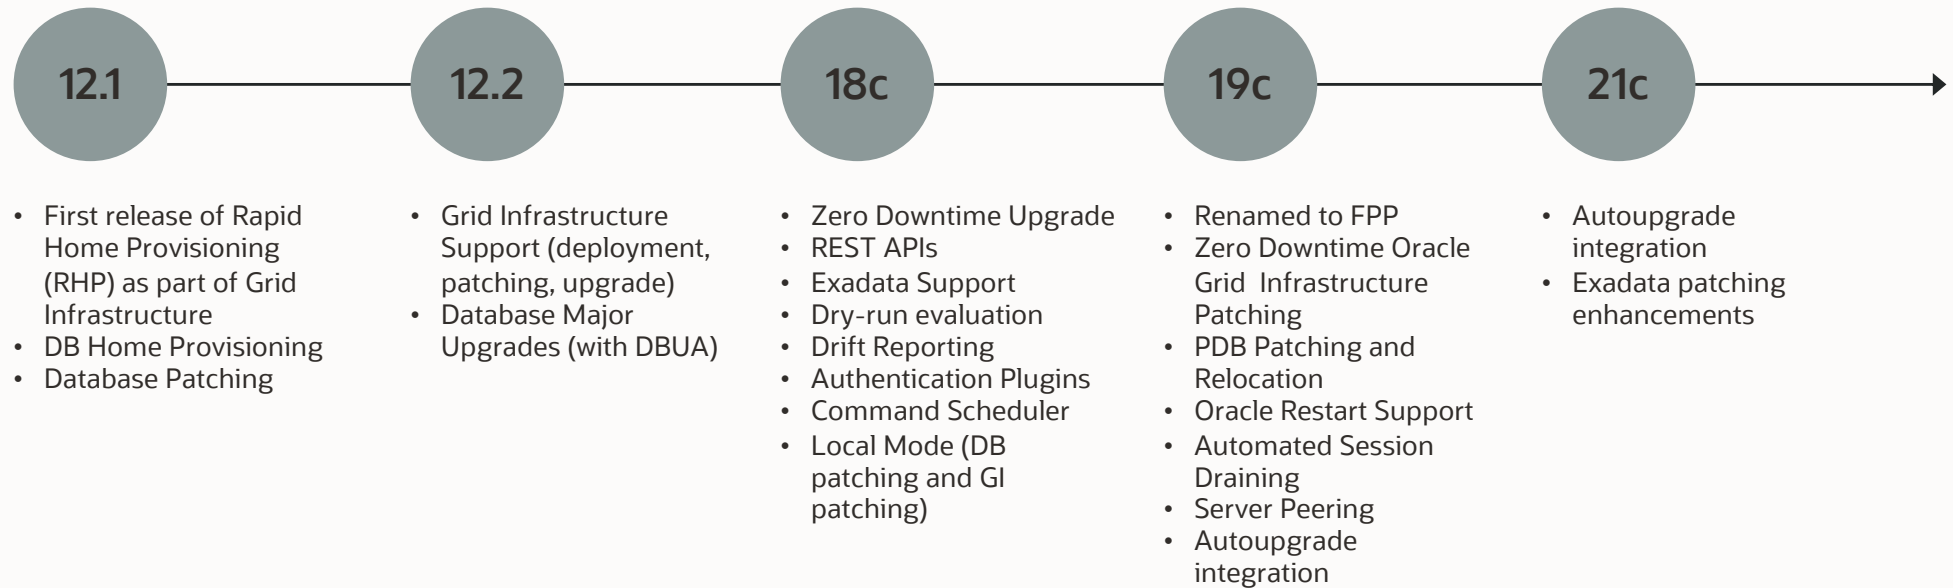 12.1
12.2
18c
19c
21c
• First release of Rapid
Home Provisioning
(RHP) as part of Grid
Infrastructure
• DB Home Provisioning
• Database Patching
• Grid Infrastructure
Support (deployment,
patching, upgrade)
• Database Major
Upgrades (with DBUA)
• Zero Downtime Upgrade
• REST APIs
• Exadata Support
• Dry-run evaluation
• Drift Reporting
• Authentication Plugins
• Command Scheduler
• Local Mode (DB
patching and GI
patching)
• Renamed to FPP
• Zero Downtime Oracle
Grid  Infrastructure
Patching
• PDB Patching and
Relocation
• Oracle Restart Support
• Automated Session
Draining
• Server Peering
• Autoupgrade
integration
• Autoupgrade
integration
• Exadata patching
enhancements